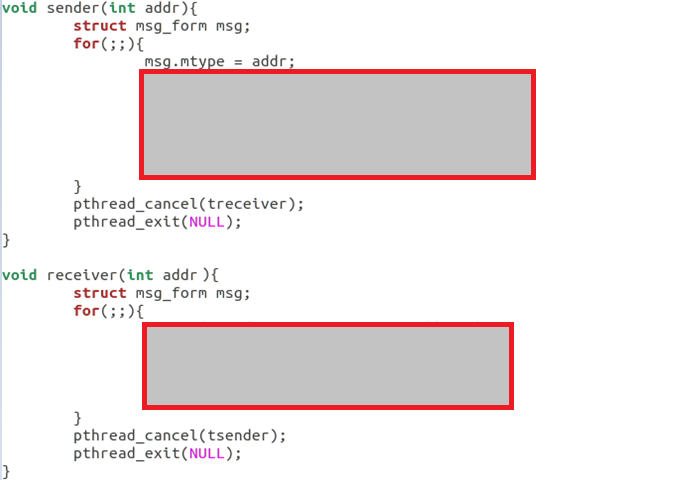 void sender(int addr){
struct msg_form msg;
for(;;){
msg.mtype = addr;
}
pthread_cancel(treceiver);
pthread_exit(NULL);
}
void receiver(int addr ){
struct msg_form msg;
for(;;){
}
pthread_cancel(tsender);
pthread_exit(NULL);
}